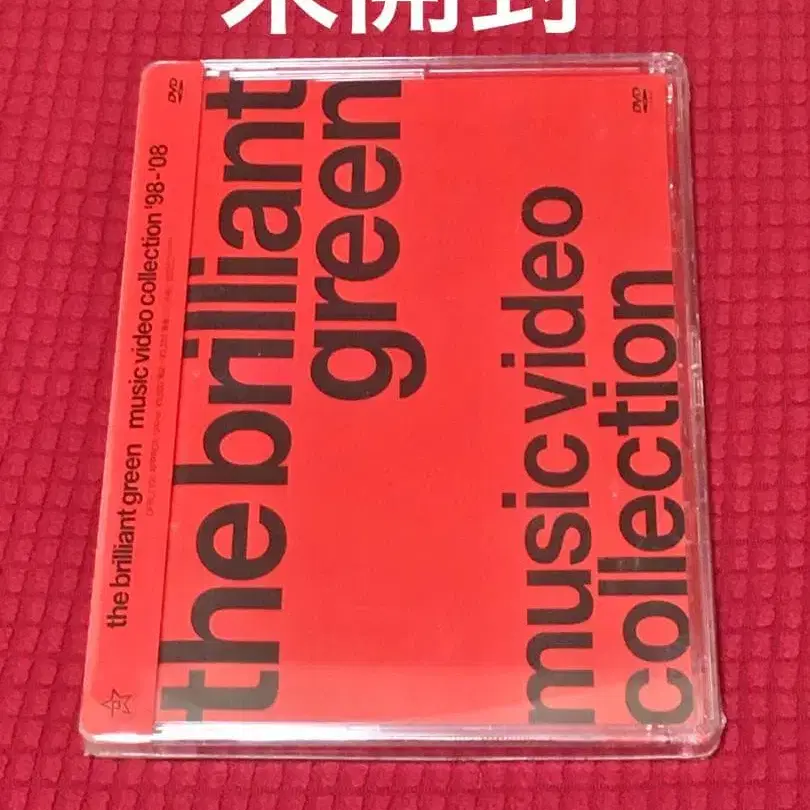 未開封
DVD
the brilliant green music video collection '98-'08
the brilliant
green
DVD
music video
collection